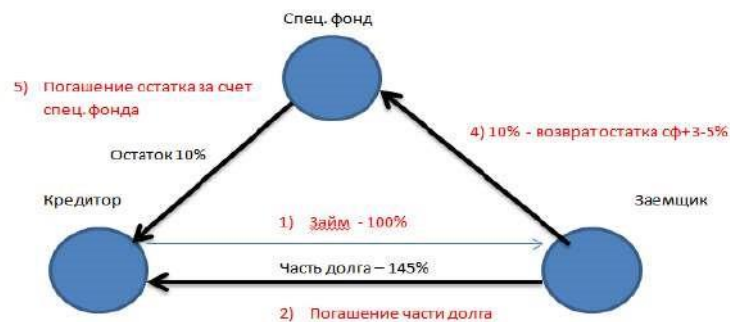 Спец. фонд
5) Погашение остатка за счет
спец. фонда
4) 10% - возврат остатка сф+3-5%
Остаток 10%
Кредитор
Заемщик
1) Займ - 100%
Часть долга – 145%
2) Погашение части долга